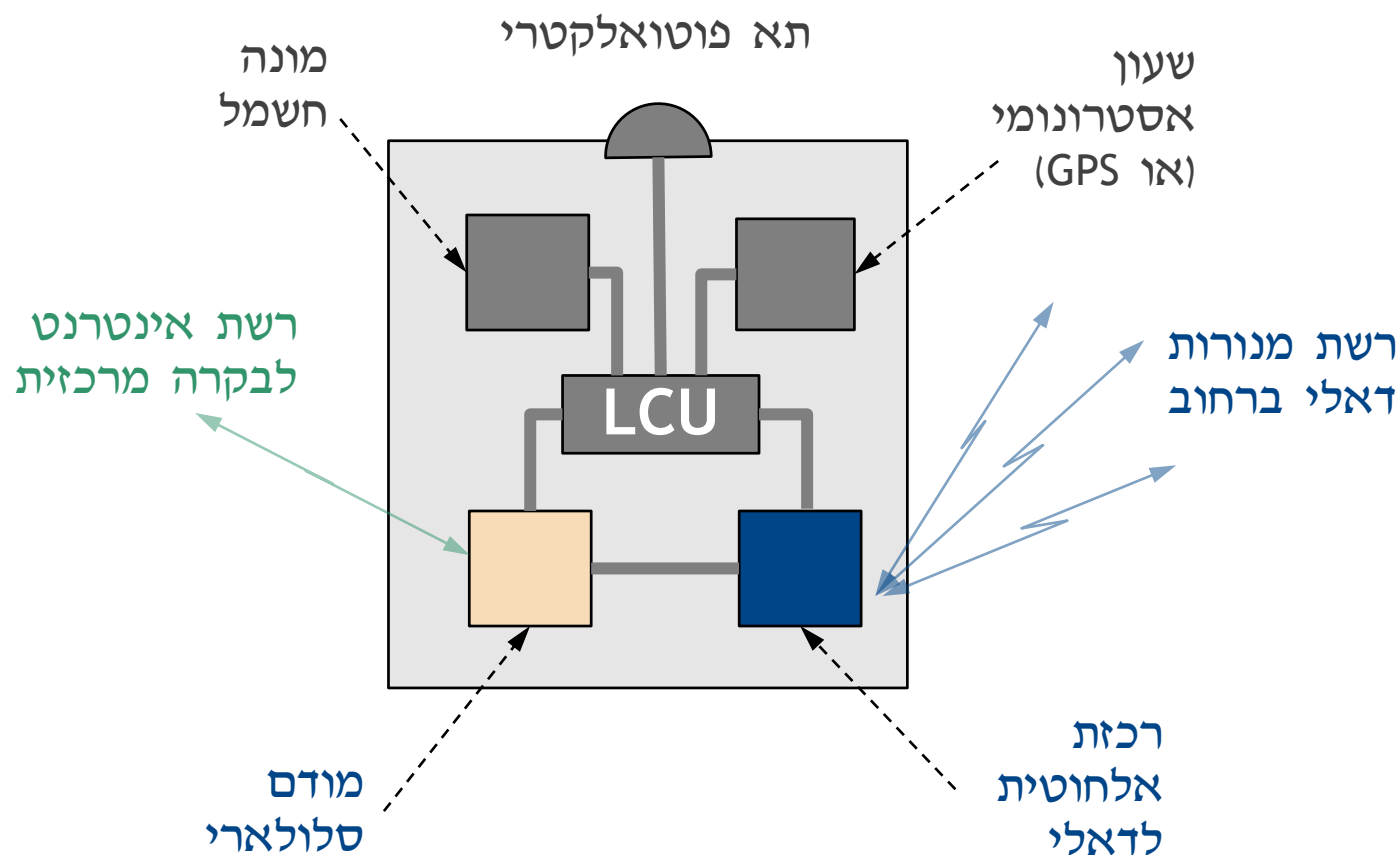 תא פוטואלקטרי
מונה
חשמל
שעון
אסטרונומי
(או GPS)
רשת אינטרנט
לבקרה מרכזית
רשת מנורות
דאלי ברחוב
LCU
מודם
סלולארי
רכזת
אלחוטית
לדאלי